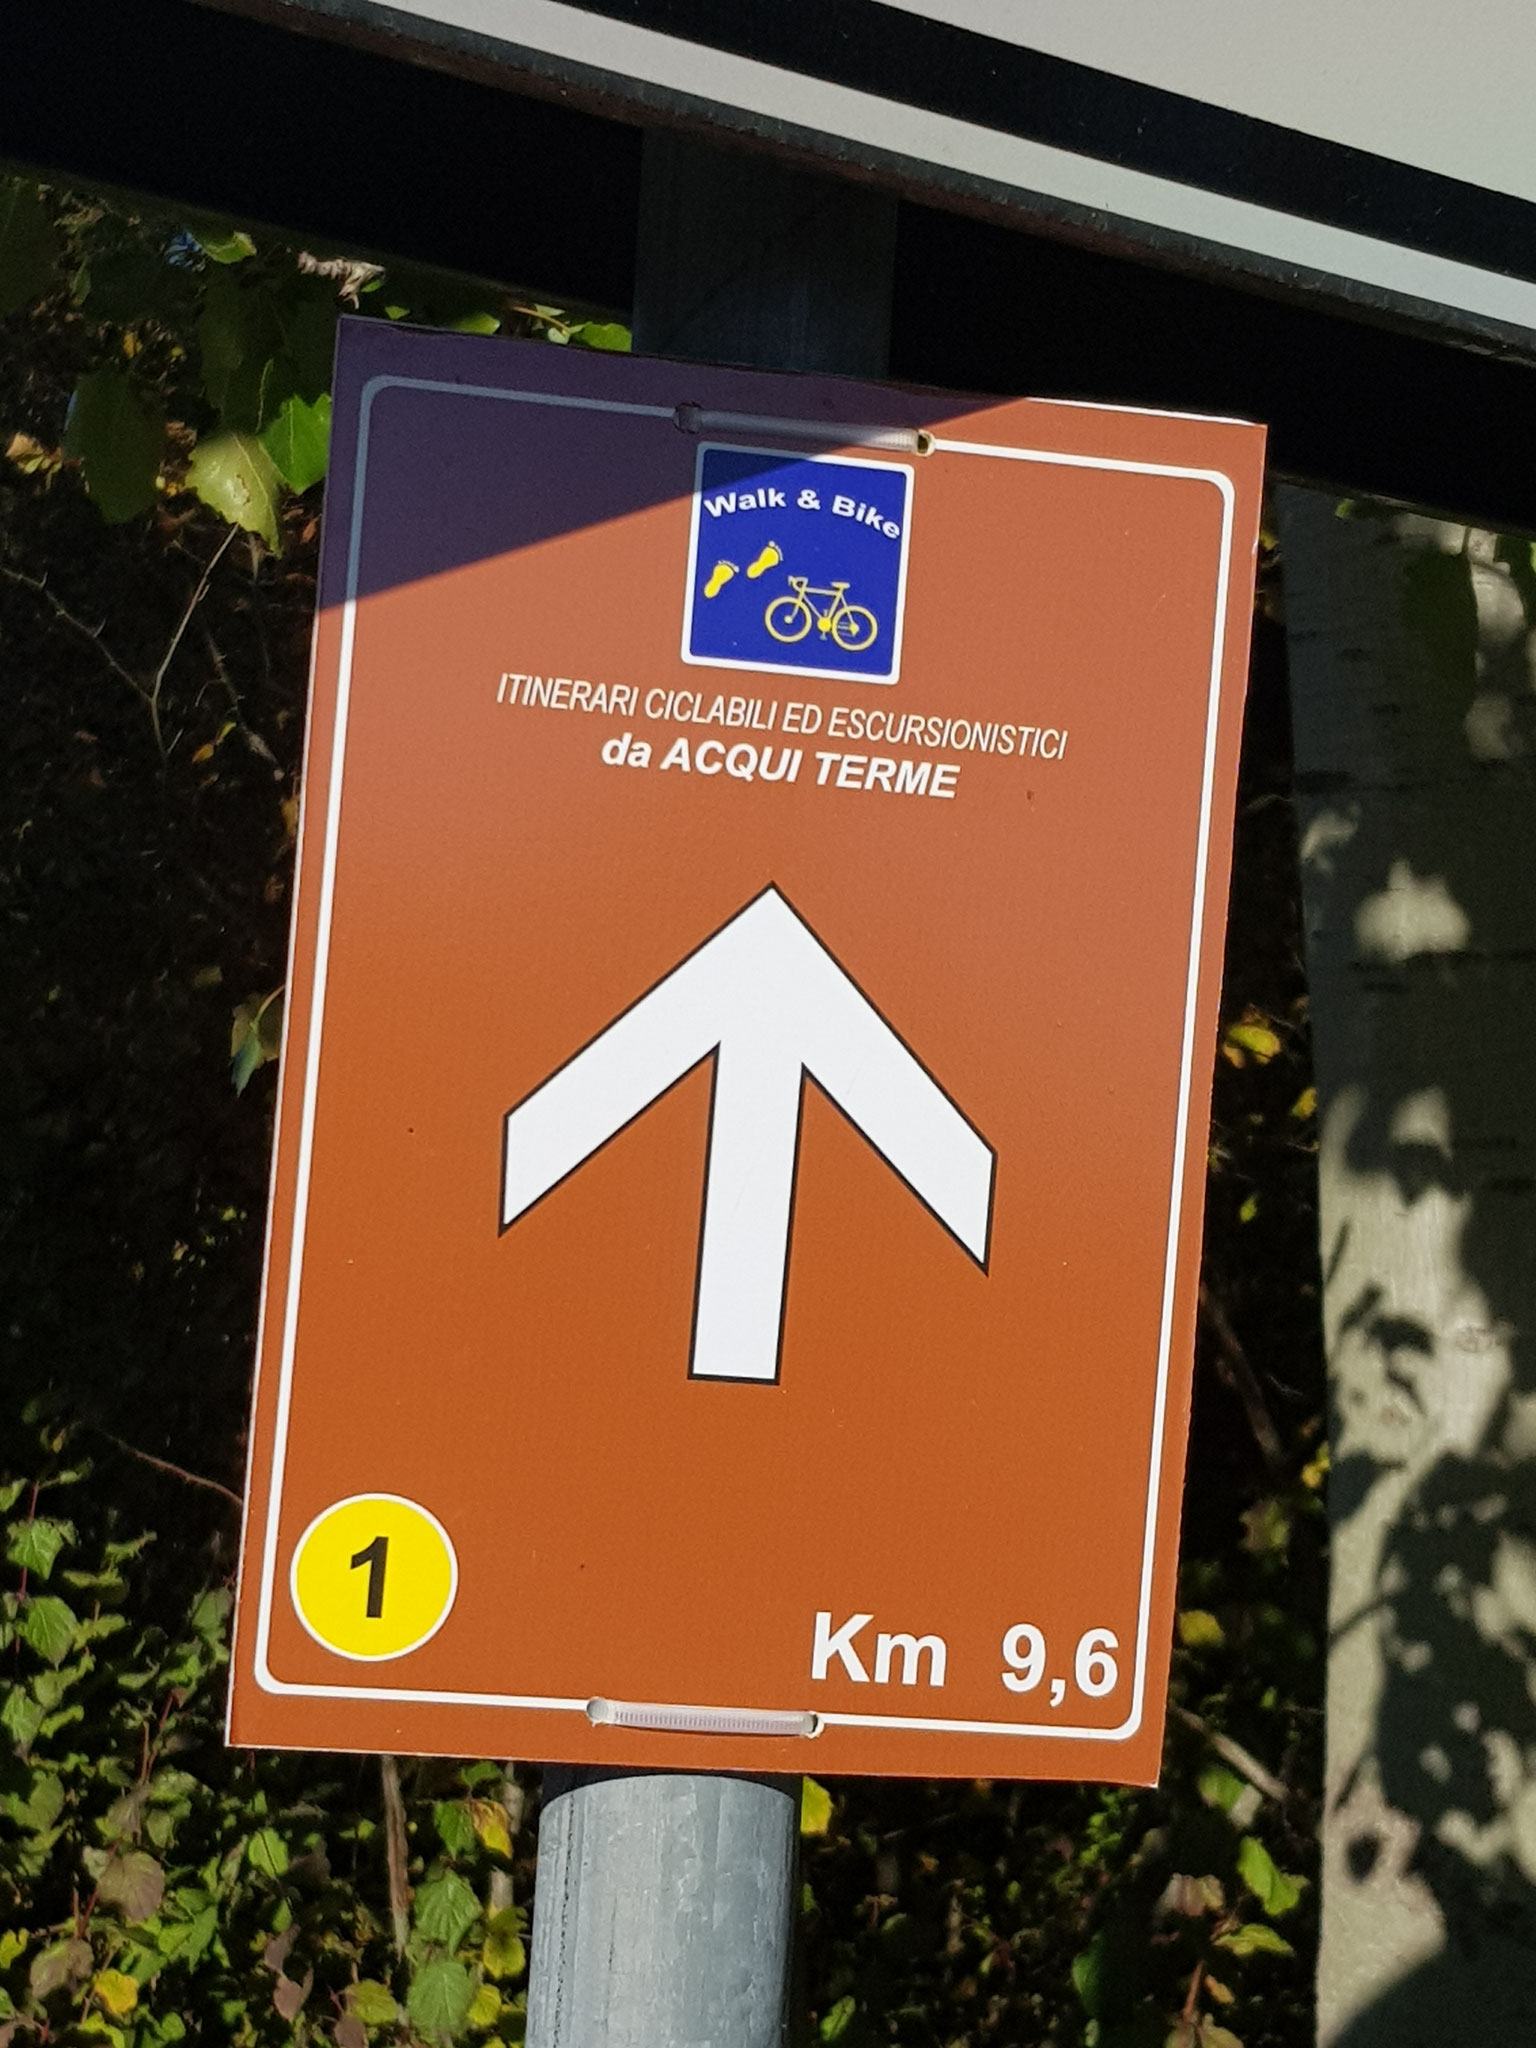 Walk & Bike
ITINERARI CICLABILI ED ESCURSIONISTICI
da ACQUI TERME
1
Km 9,6